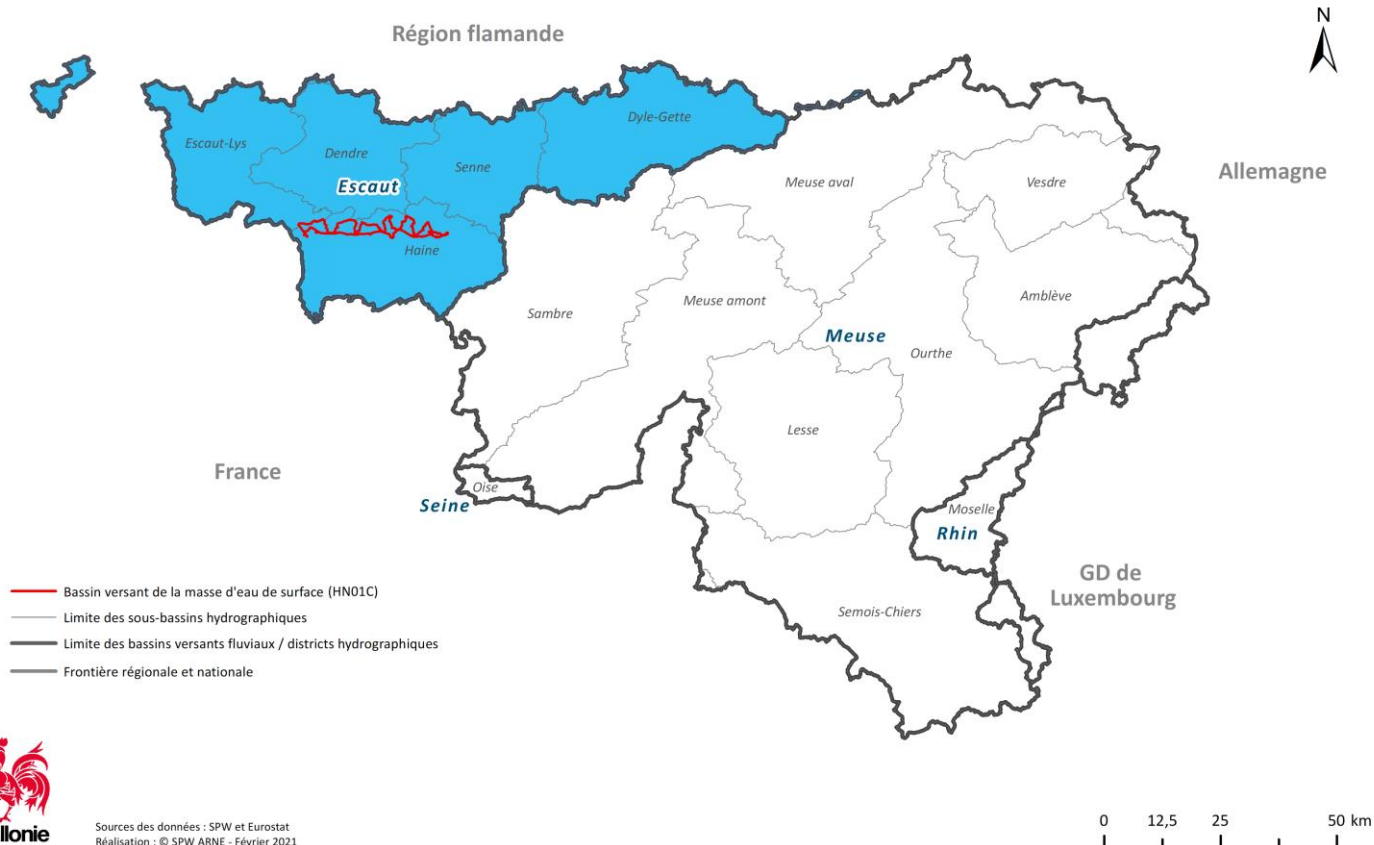 N
Région flamande
Escaut-Lys
Dendre
Escaut
Senne
Dyle-Gette
Haine
Meuse aval
Vesdre
Allemagne
Sambre
Meuse amont
Amblève
Meuse
Ourthe
Lesse
France
Oise
Seine
Moselle
Rhin
GD de
Luxembourg
Semois-Chiers
Bassin versant de la masse d'eau de surface (HN01C)
Limite des sous-bassins hydrographiques
Limite des bassins versants fluviaux / districts hydrographiques
Frontière régionale et nationale
llonie
Sources des données : SPW et Eurostat
Réalisation : © SPW ARNE - Février 2021
0 12,5 25 50 km